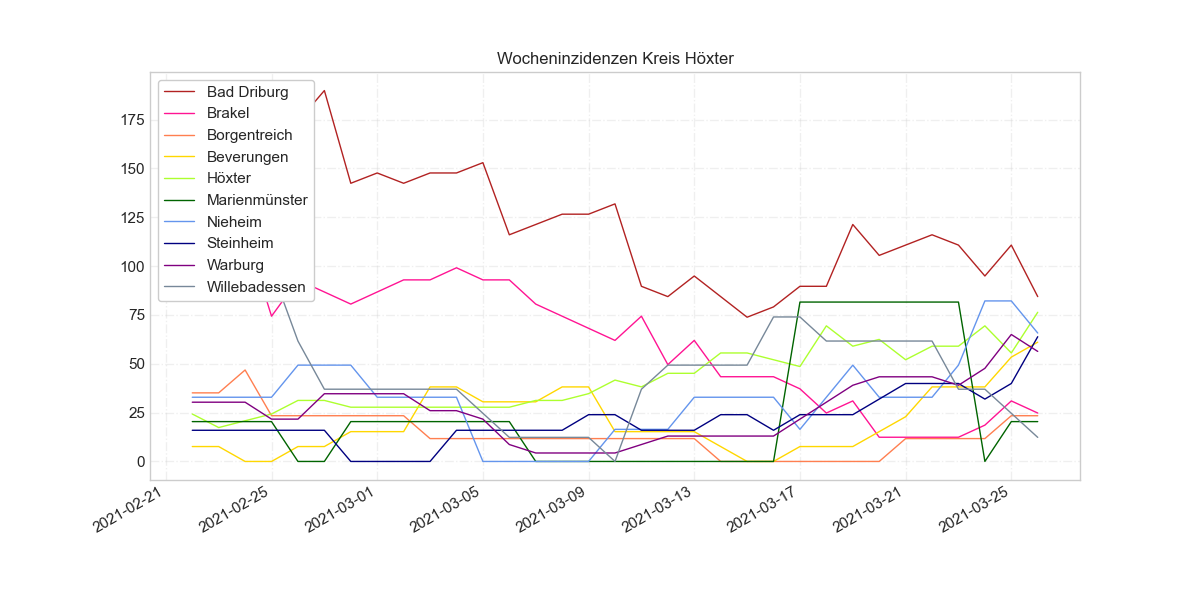 Wocheninzidenzen Kreis Höxter
Bad Driburg
Brakel
Borgentreich
Beverungen
Höxter
Marienmünster
Nieheim
Steinheim
Warburg
Willebadessen
175
150
125
100
75
50
25
0
2021-02-21
2021-02-25
2021-03-01
2021-03-05
2021-03-09
2021-03-13
2021-03-17
2021-03-21
2021-03-25